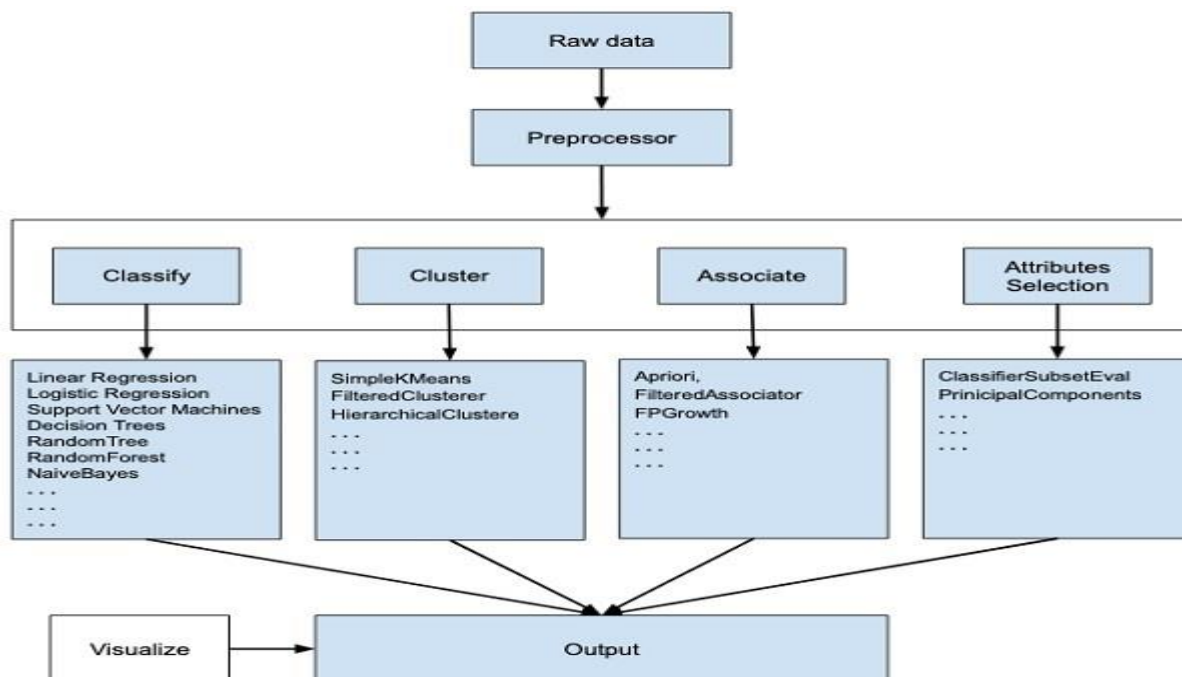 Raw data
Preprocessor
Classify
Cluster
Associate
Attributes
Selection
Linear Regression
Logistic Regression
Support Vector Machines
Decision Trees
RandomTree
RandomForest
NaiveBayes
- - -
- - -
- - -
SimpleKMeans
FilteredClusterer
HierarchicalClustere
- - -
- - -
- - -
Apriori,
FilteredAssociator
FPGrowth
- - -
- - -
- - -
ClassifierSubsetEval
PrinicipalComponents
- - -
- - -
- - -
Visualize
Output